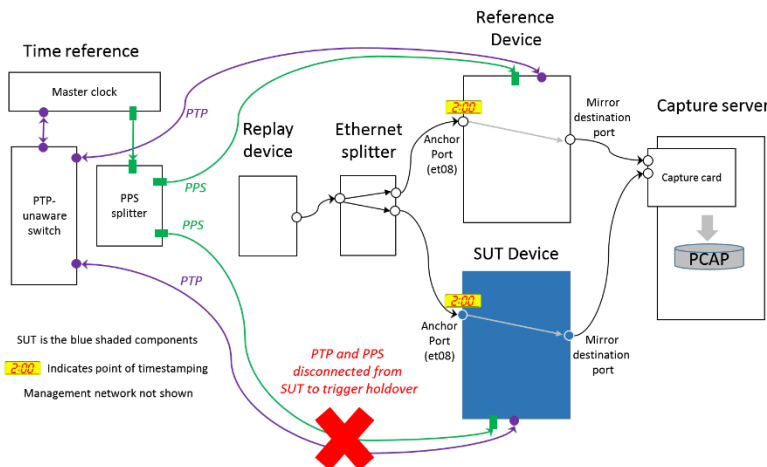 Time reference
Master clock
PTP-
unaware
switch
PPS
splitter
PTP
PPS
PPS
PTP
Replay
device
Ethernet
splitter
Reference
Device
2:00
Anchor
Port
(et08)
Mirror
destination
port
Capture server
Capture card
PCAP
SUT Device
2:00
Anchor
Port
(et08)
Mirror
destination
port
SUT is the blue shaded components
2:00 Indicates point of timestamping
Management network not shown
PTP and PPS
disconnected from
SUT to trigger holdover